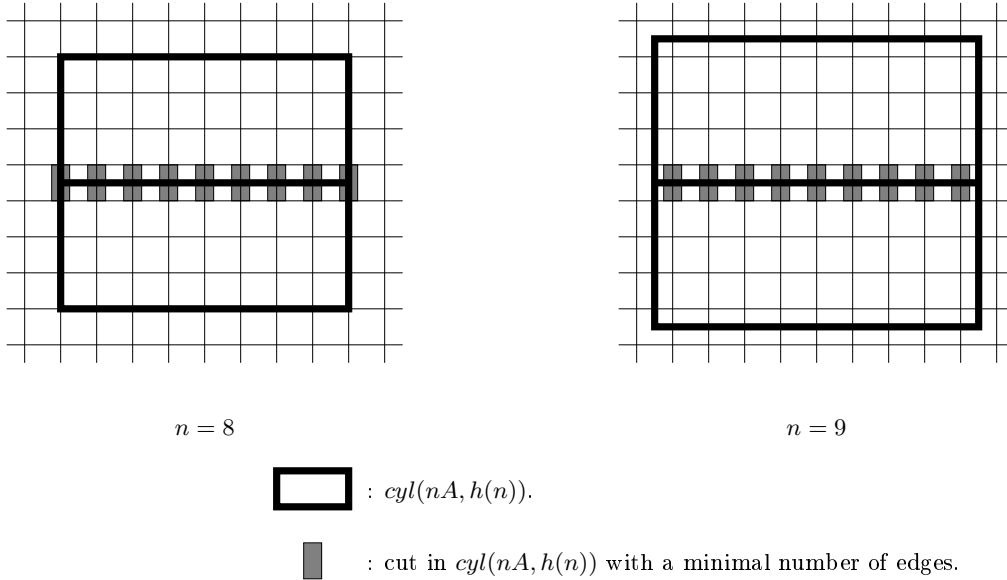 n = 8
n = 9
: cyl(nA, h(n)).
: cut in cyl(nA, h(n)) with a minimal number of edges.